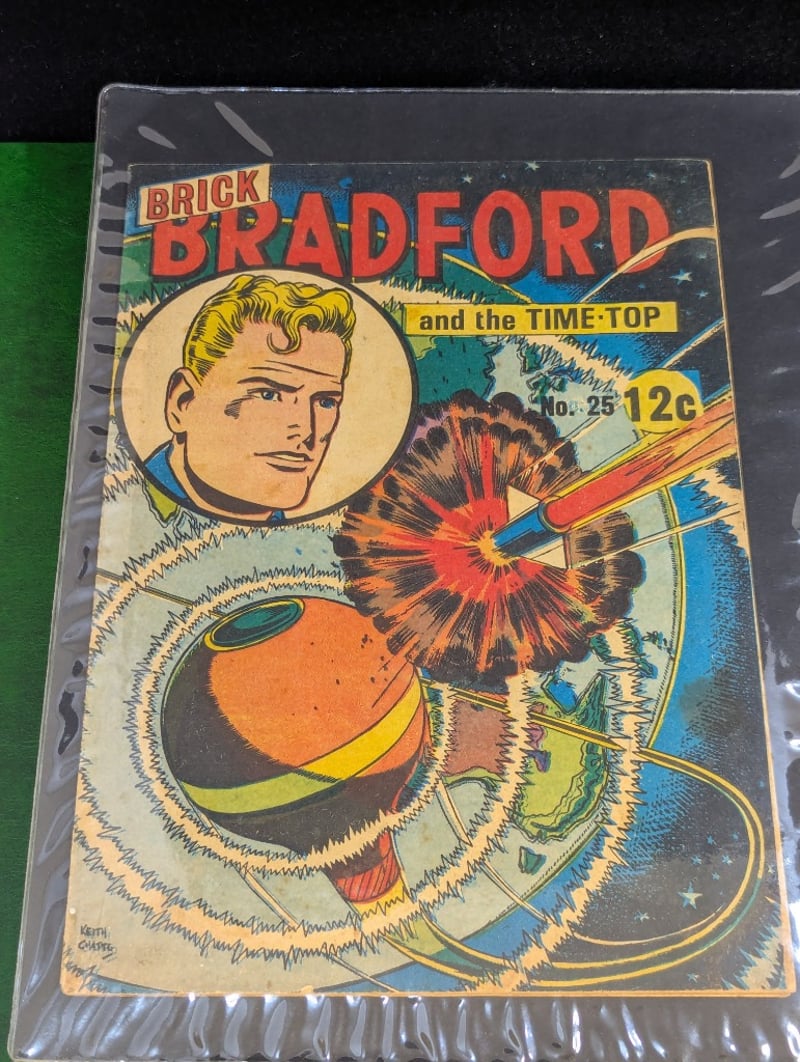 BRICK
BRADFORD
and the TIME·TOP
No. 25 12c
KEITH
CHATTO